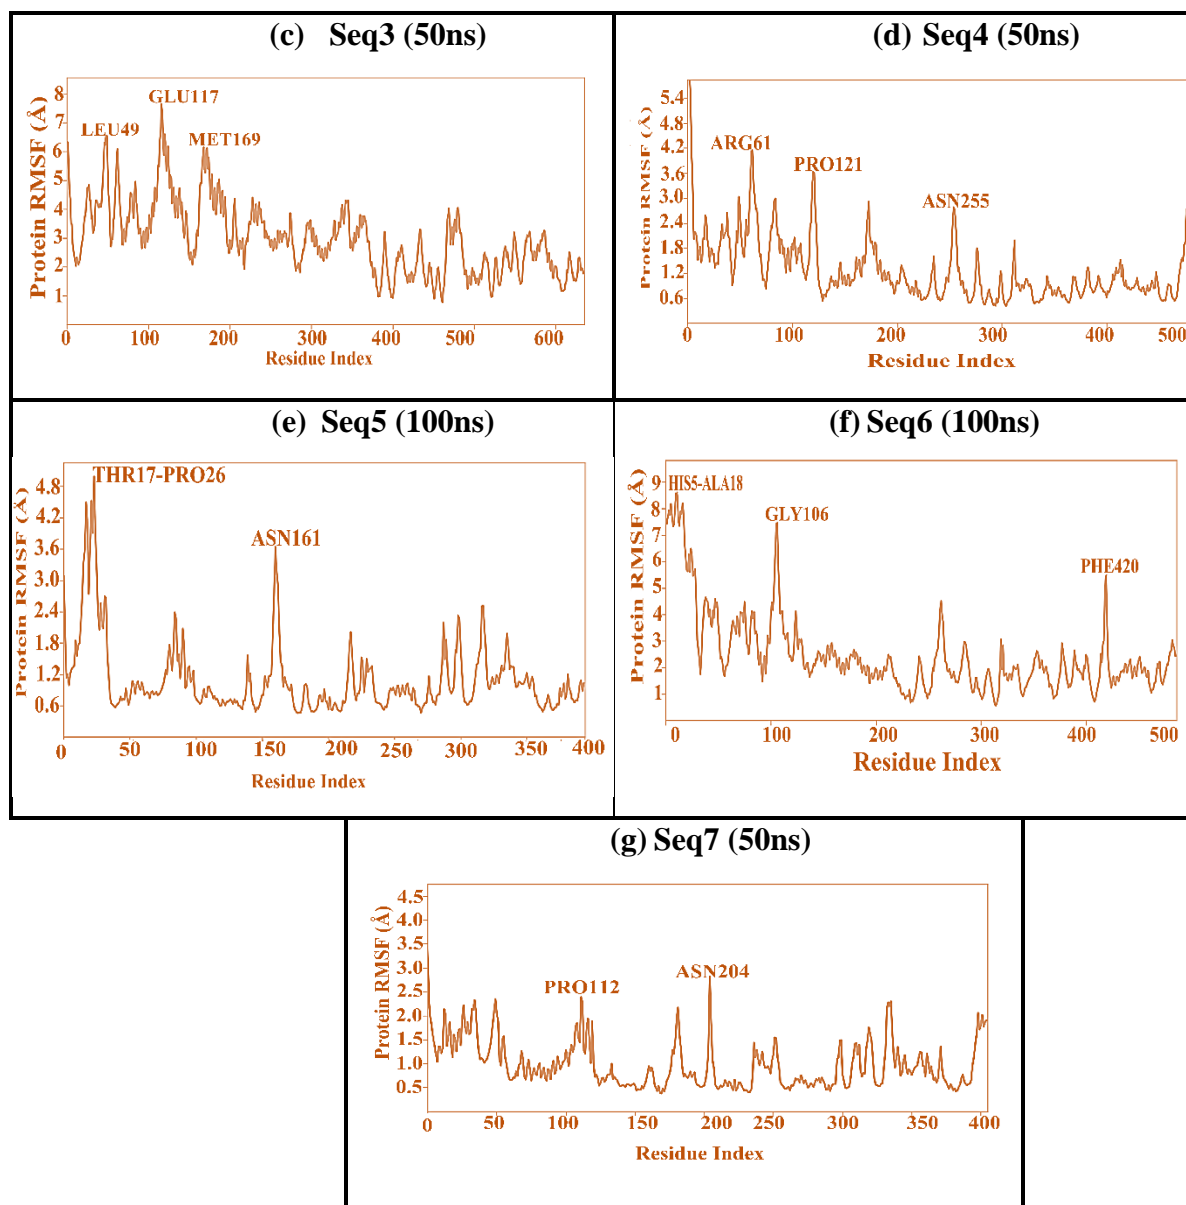 (c) Seq3 (50ns)
Protein RMSF (Å)
8
7
6
5
4
3
2
1
GLU117
LEU49
MET169
0 100 200 300 400 500 600
Residue Index
(d) Seq4 (50ns)
Protein RMSF (Å)
5.4
4.8
4.2
3.6
3.0
2.4
1.8
1.2
0.6
ARG61
PRO121
ASN255
0 100 200 300 400 500
Residue Index
(e) Seq5 (100ns)
Protein RMSF (Å)
4.8
4.2
3.6
3.0
2.4
1.8
1.2
0.6
THR17-PRO26
ASN161
0 50 100 150 200 250 300 350 400
Residue Index
(f) Seq6 (100ns)
Protein RMSF (Å)
9
8
7
6
5
4
3
2
1
HIS5-ALA18
GLY106
PHE420
0 100 200 300 400 500
Residue Index
(g) Seq7 (50ns)
Protein RMSF (Å)
4.5
4.0
3.5
3.0
2.5
2.0
1.5
1.0
0.5
PRO112
ASN204
0 50 100 150 200 250 300 350 400
Residue Index